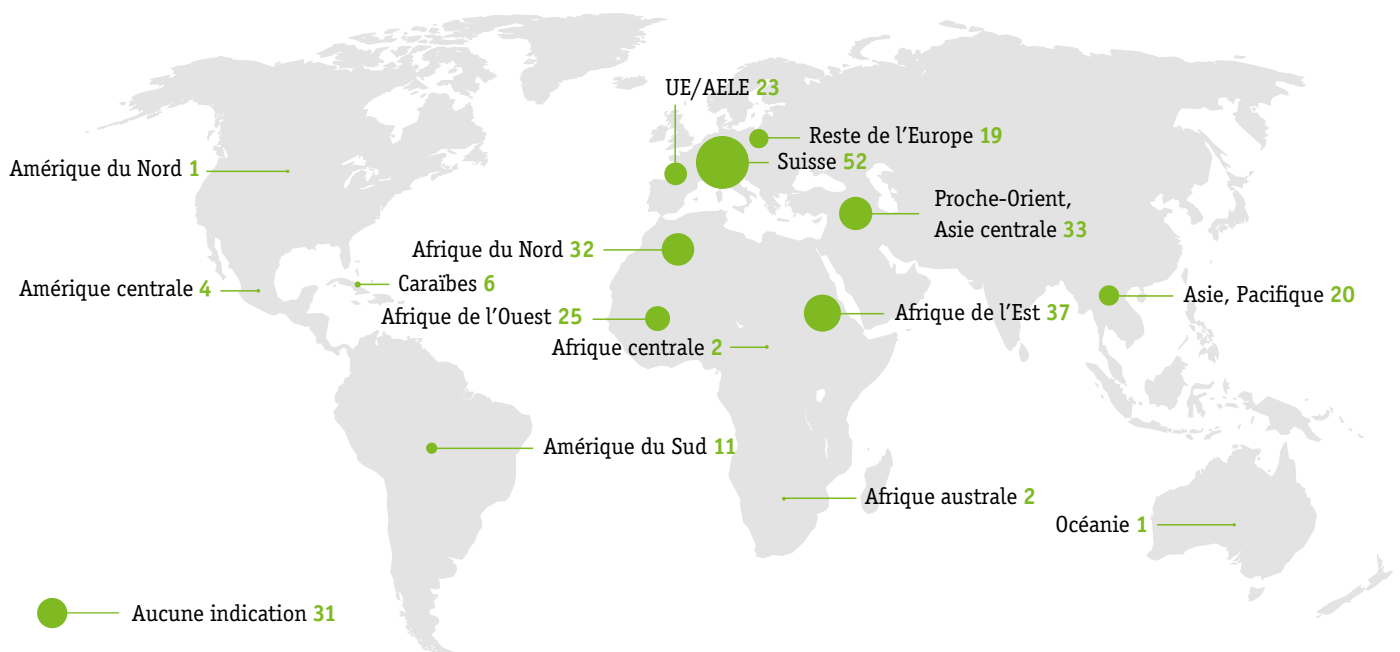 UE/AELE 23
Reste de l’Europe 19
Suisse 52
Amérique du Nord 1
Proche-Orient,
Asie centrale 33
Afrique du Nord 32
Caraïbes 6
Amérique centrale 4
Asie, Pacifique 20
Afrique de l’Ouest 25
Afrique de l’Est 37
Afrique centrale 2
Amérique du Sud 11
Afrique australe 2
Océanie 1
Aucune indication 31